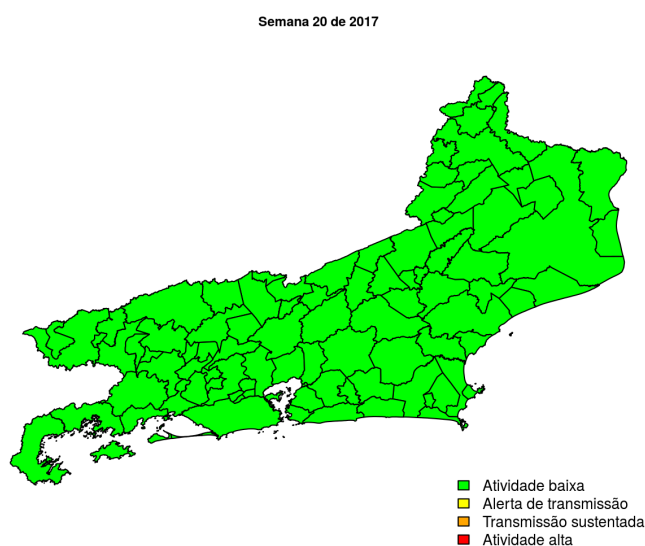 Semana 20 de 2017
Atividade baixa
Alerta de transmissão
Transmissão sustentada
Atividade alta